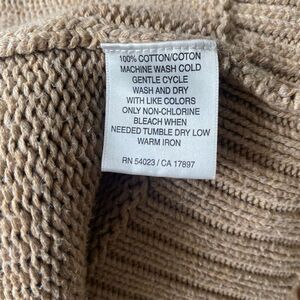 100% COTTON/COTON
MACHINE WASH COLD
GENTLE CYCLE
WASH AND DRY
WITH LIKE COLORS
ONLY NON-CHLORINE
BLEACH WHEN
NEEDED TUMBLE DRY LOW
WARM IRON
RN 54023 / CA 17897